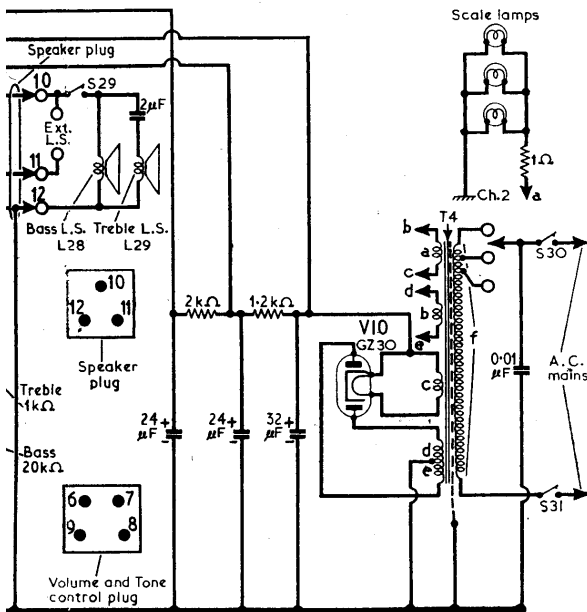 Scale lamps
1Ω
a
Ch.2
Speaker plug
10
S29
2μF
Ext.
L.S.
11
12
Bass L.S.
L28
Treble L.S.
L29
T4
b
a
c
d
b
e
c
d
e
f
S30
S31
0·01
μF
A.C.
mains
10
12
11
Speaker
plug
2kΩ
1·2kΩ
V10
GZ30
Treble
1kΩ
Bass
20kΩ
24
μF
+
-
24
μF
+
-
32
μF
+
-
6
7
9
8
Volume and Tone
control plug